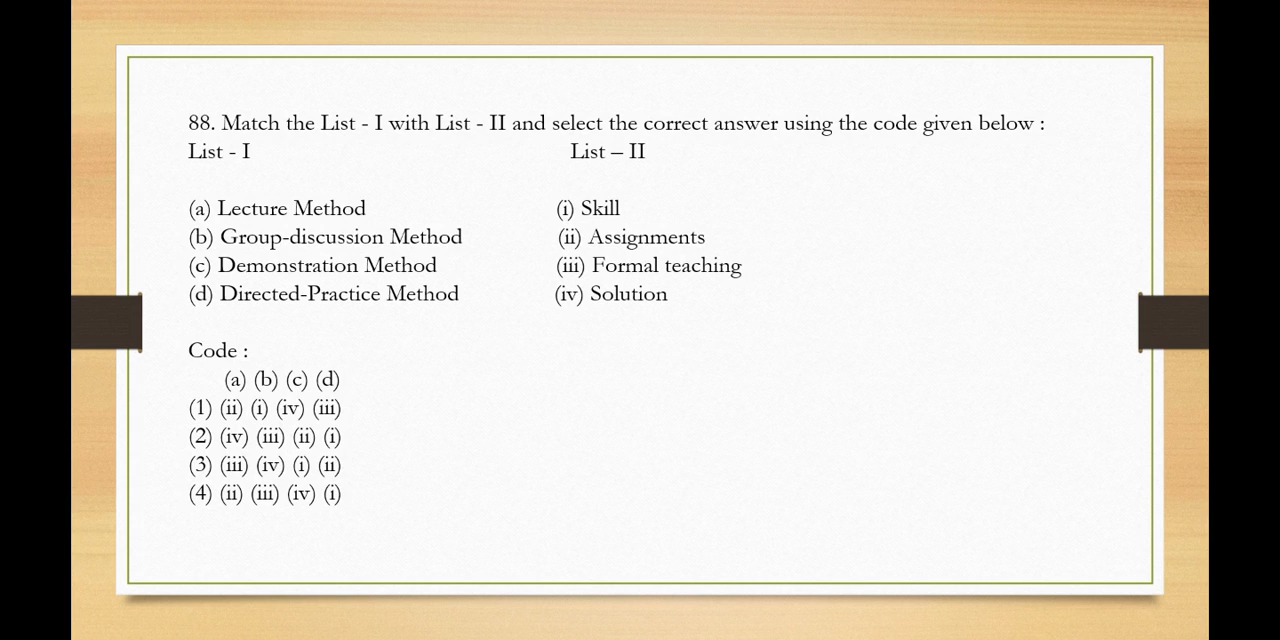 88. Match the List - I with List - II and select the correct answer using the code given below :
List - I List – II
(a) Lecture Method (i) Skill
(b) Group-discussion Method (ii) Assignments
(c) Demonstration Method (iii) Formal teaching
(d) Directed-Practice Method (iv) Solution
Code :
(a) (b) (c) (d)
(1) (ii) (i) (iv) (iii)
(2) (iv) (iii) (ii) (i)
(3) (iii) (iv) (i) (ii)
(4) (ii) (iii) (iv) (i)